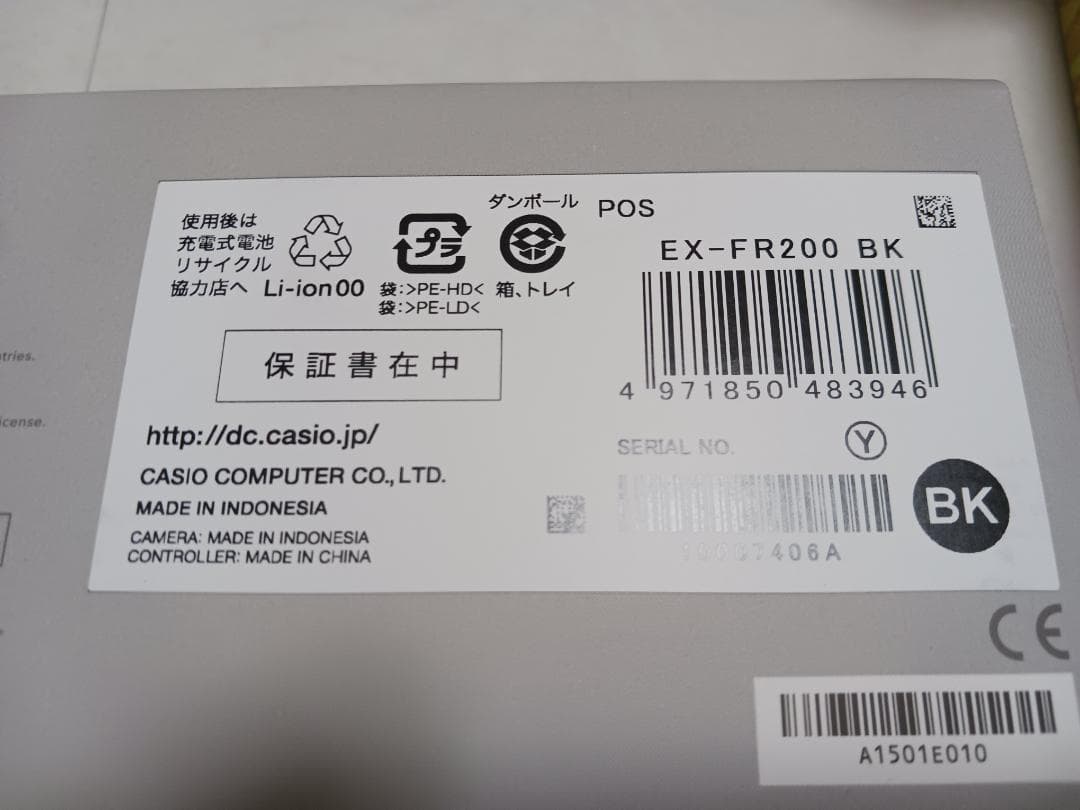 使用後は
充電式電池
リサイクル
協力店へ
Li-ion00
プラ
袋:>PE-HD<
袋:>PE-LD<
ダンボール
箱、トレイ
POS
EX-FR200 BK
4 971850 483946
保証書在中
http://dc.casio.jp/
CASIO COMPUTER CO., LTD.
MADE IN INDONESIA
CAMERA: MADE IN INDONESIA
CONTROLLER: MADE IN CHINA
SERIAL NO.
Y
BK
CE
A1501E010
ntries.
license.